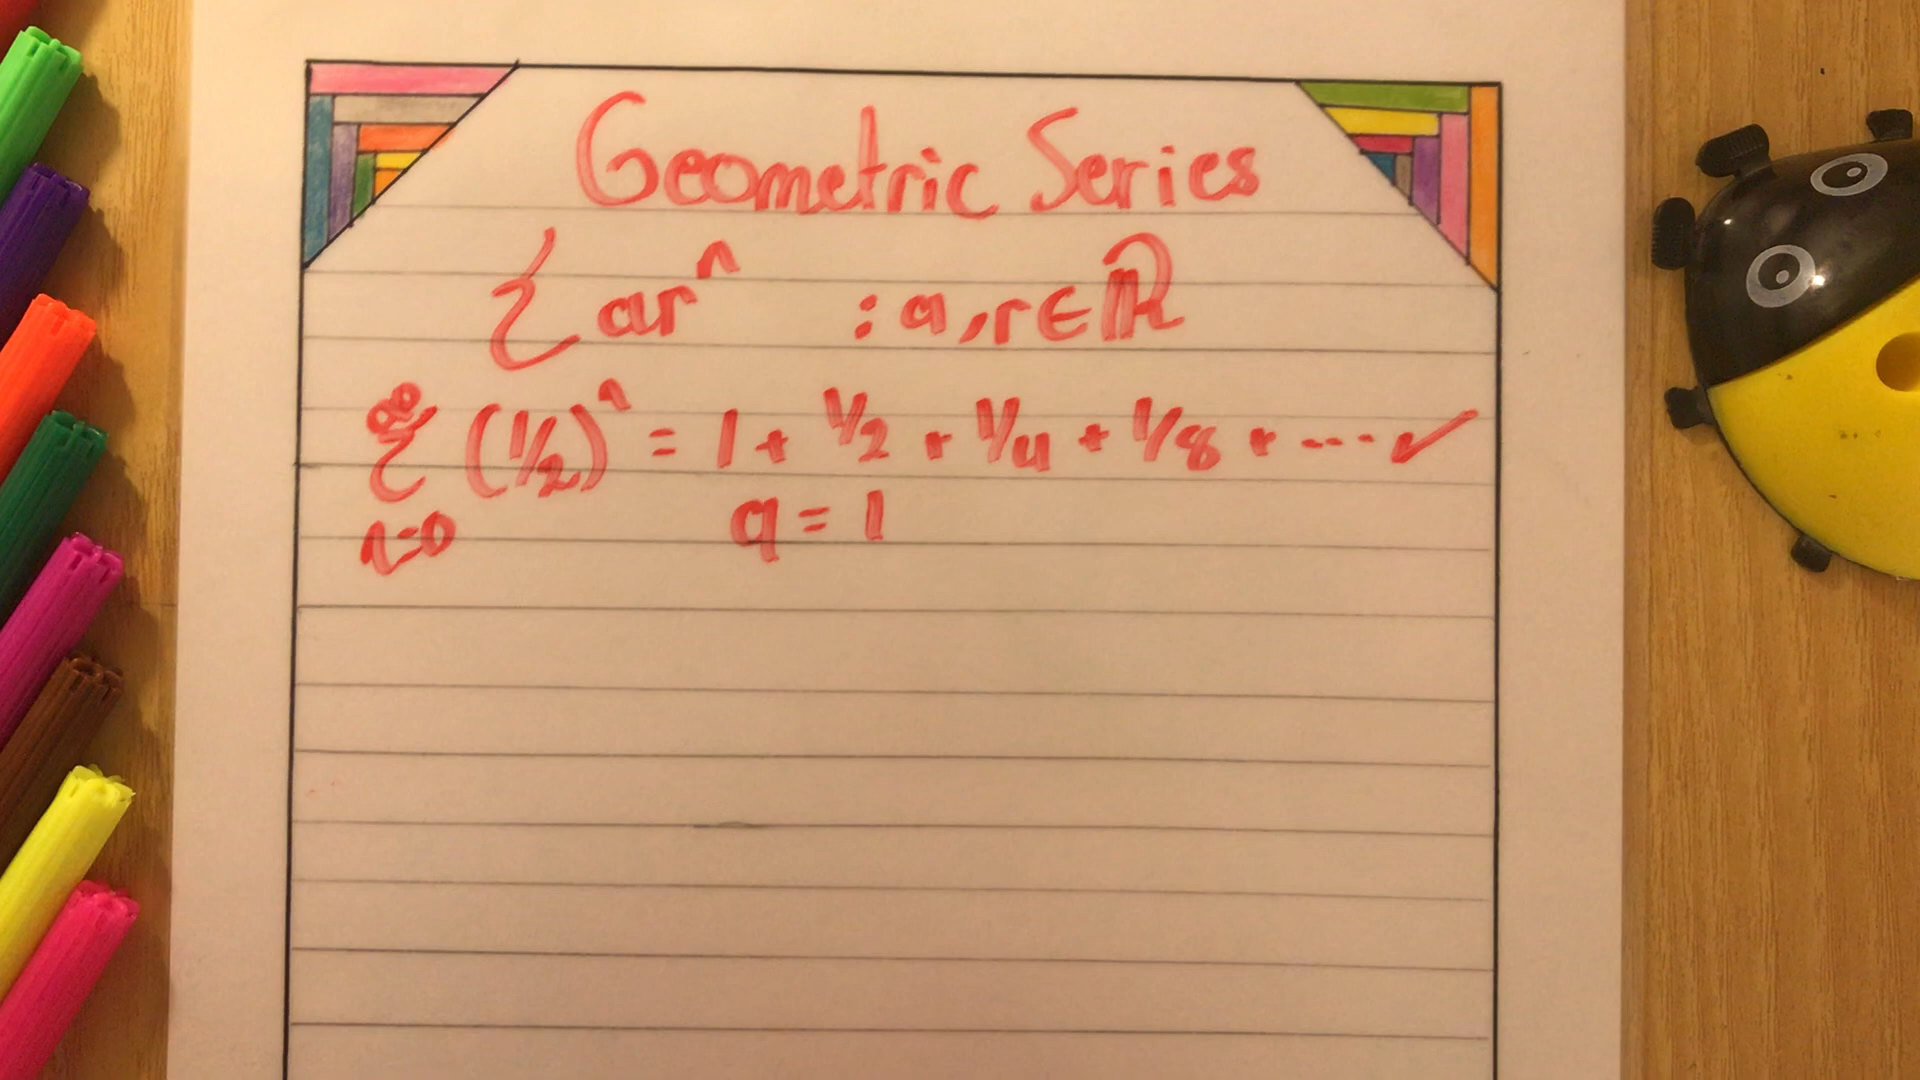 Geometric Series
∑ ar^n : a, r ∈ ℝ
∞
∑ (1/2)^n = 1 + 1/2 + 1/4 + 1/8 + ... ✓
n=0 a = 1